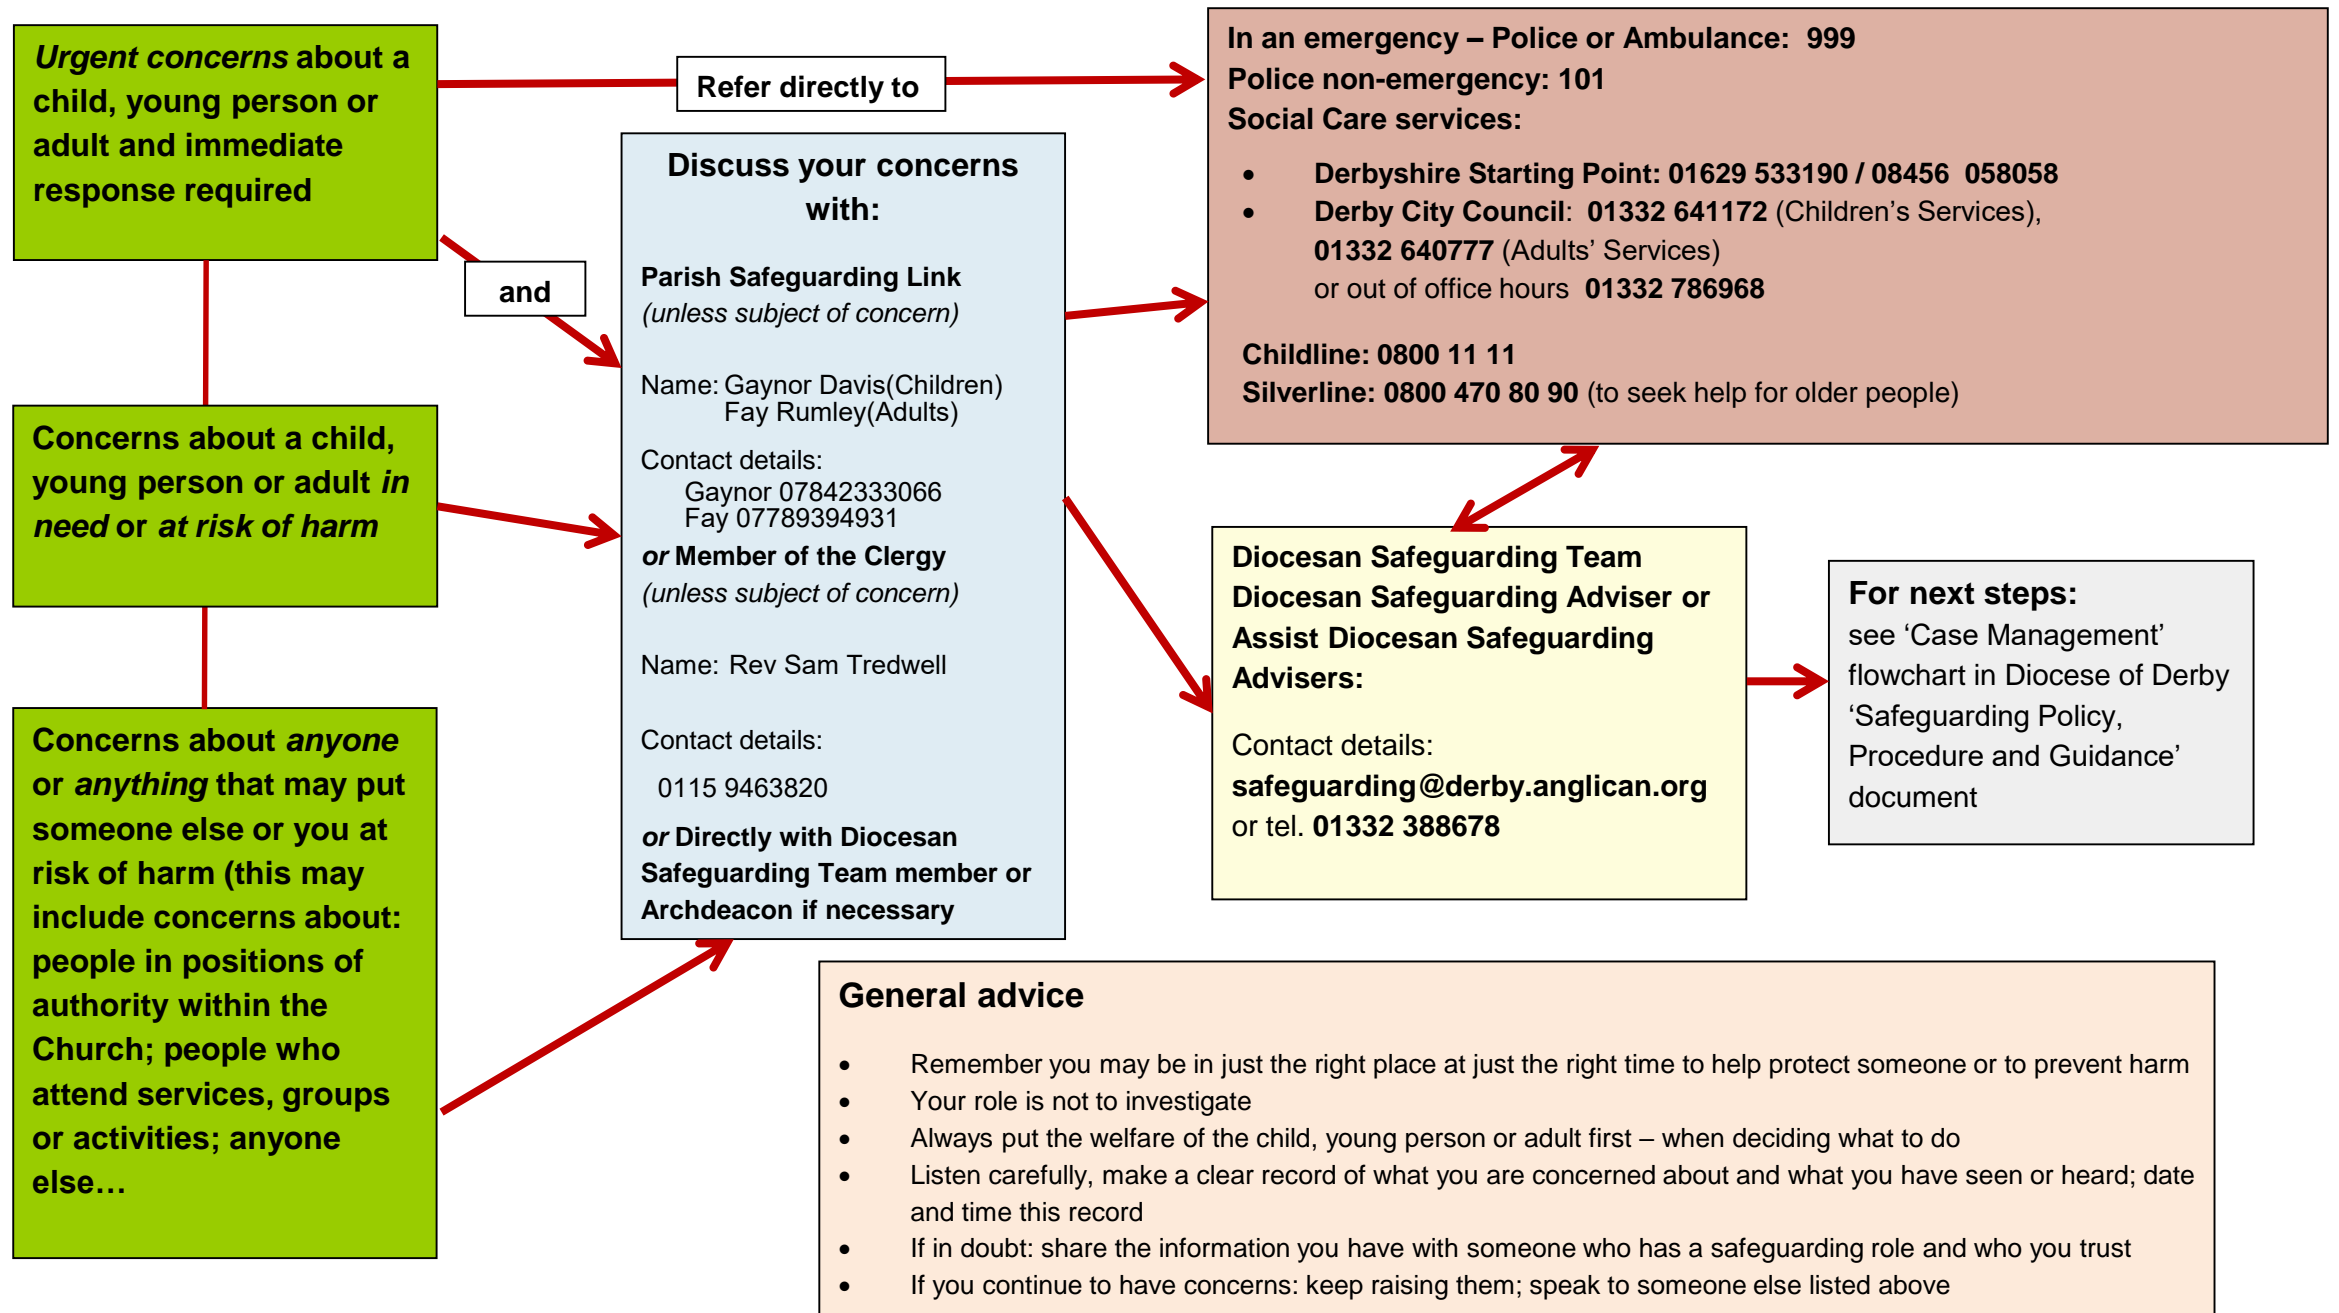 Urgent concerns about a
child, young person or
adult and immediate
response required
Refer directly to
and
Concerns about a child,
young person or adult in
need or at risk of harm
Concerns about anyone
or anything that may put
someone else or you at
risk of harm (this may
include concerns about:
people in positions of
authority within the
Church; people who
attend services, groups
or activities; anyone
else…
Discuss your concerns
with:
Parish Safeguarding Link
(unless subject of concern)
Name: Gaynor Davis(Children)
Fay Rumley(Adults)
Contact details:
Gaynor 07842333066
Fay 07789394931
or Member of the Clergy
(unless subject of concern)
Name: Rev Sam Tredwell
Contact details:
0115 9463820
or Directly with Diocesan
Safeguarding Team member or
Archdeacon if necessary
In an emergency – Police or Ambulance: 999
Police non-emergency: 101
Social Care services:
• Derbyshire Starting Point: 01629 533190 / 08456 058058
• Derby City Council: 01332 641172 (Children’s Services),
01332 640777 (Adults’ Services)
or out of office hours 01332 786968
Childline: 0800 11 11
Silverline: 0800 470 80 90 (to seek help for older people)
Diocesan Safeguarding Team
Diocesan Safeguarding Adviser or
Assist Diocesan Safeguarding
Advisers:
Contact details:
safeguarding@derby.anglican.org
or tel. 01332 388678
For next steps:
see ‘Case Management’
flowchart in Diocese of Derby
‘Safeguarding Policy,
Procedure and Guidance’
document
General advice
• Remember you may be in just the right place at just the right time to help protect someone or to prevent harm
• Your role is not to investigate
• Always put the welfare of the child, young person or adult first – when deciding what to do
• Listen carefully, make a clear record of what you are concerned about and what you have seen or heard; date
and time this record
• If in doubt: share the information you have with someone who has a safeguarding role and who you trust
• If you continue to have concerns: keep raising them; speak to someone else listed above